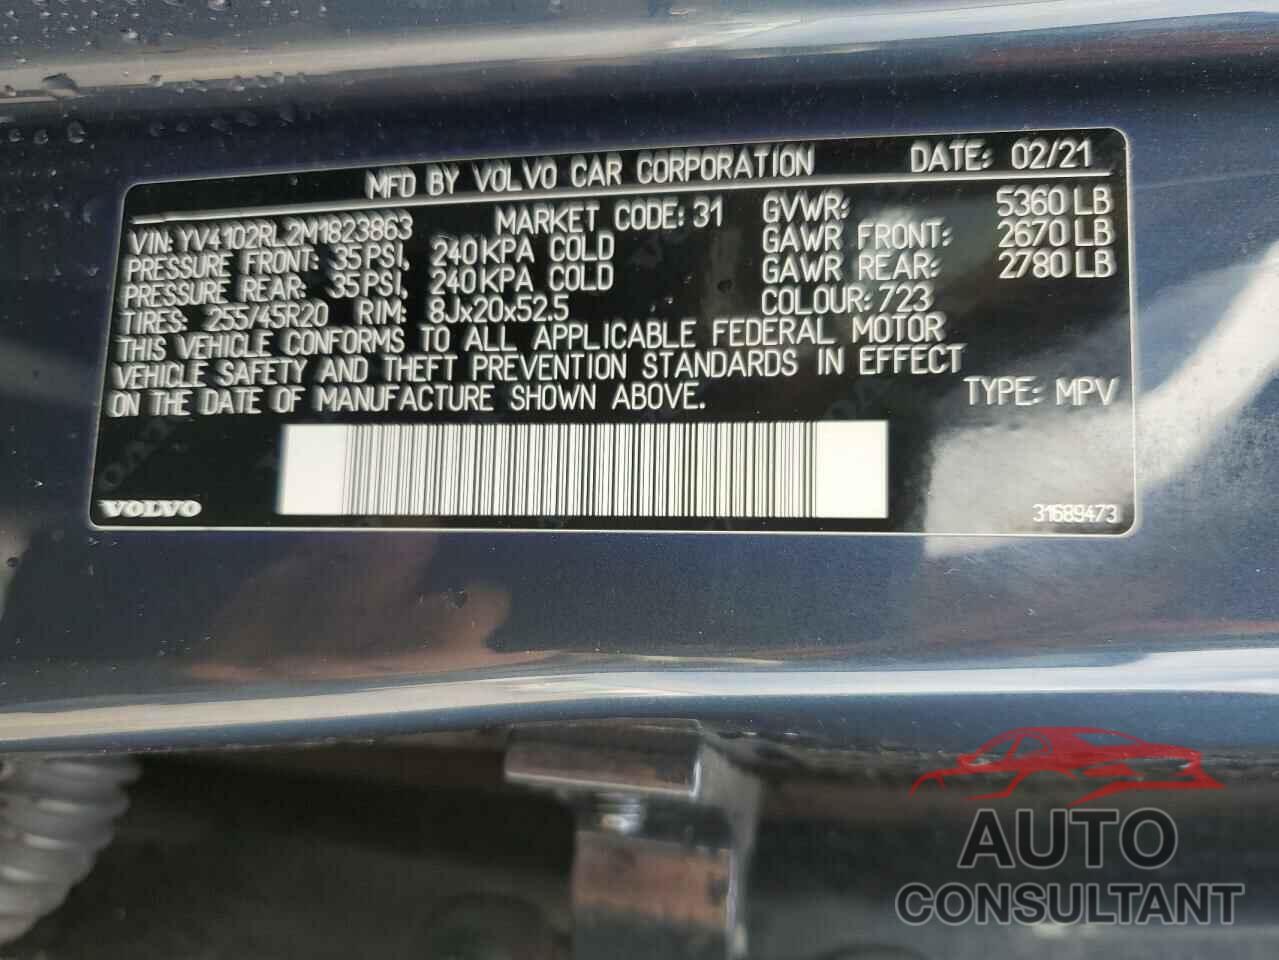 MFD BY VOLVO CAR CORPORATION DATE: 02/21
VIN: YV4102RL2M1823863 MARKET CODE: 31 GVWR: 5360 LB
PRESSURE FRONT: 35 PSI, 240 KPA COLD GAWR FRONT: 2670 LB
PRESSURE REAR: 35 PSI, 240 KPA COLD GAWR REAR: 2780 LB
TIRES: 255/45R20 RIM: 8Jx20x52.5 COLOUR: 723
THIS VEHICLE CONFORMS TO ALL APPLICABLE FEDERAL MOTOR
VEHICLE SAFETY AND THEFT PREVENTION STANDARDS IN EFFECT
ON THE DATE OF MANUFACTURE SHOWN ABOVE. TYPE: MPV
VOLVO 31689473
AUTO
CONSULTANT